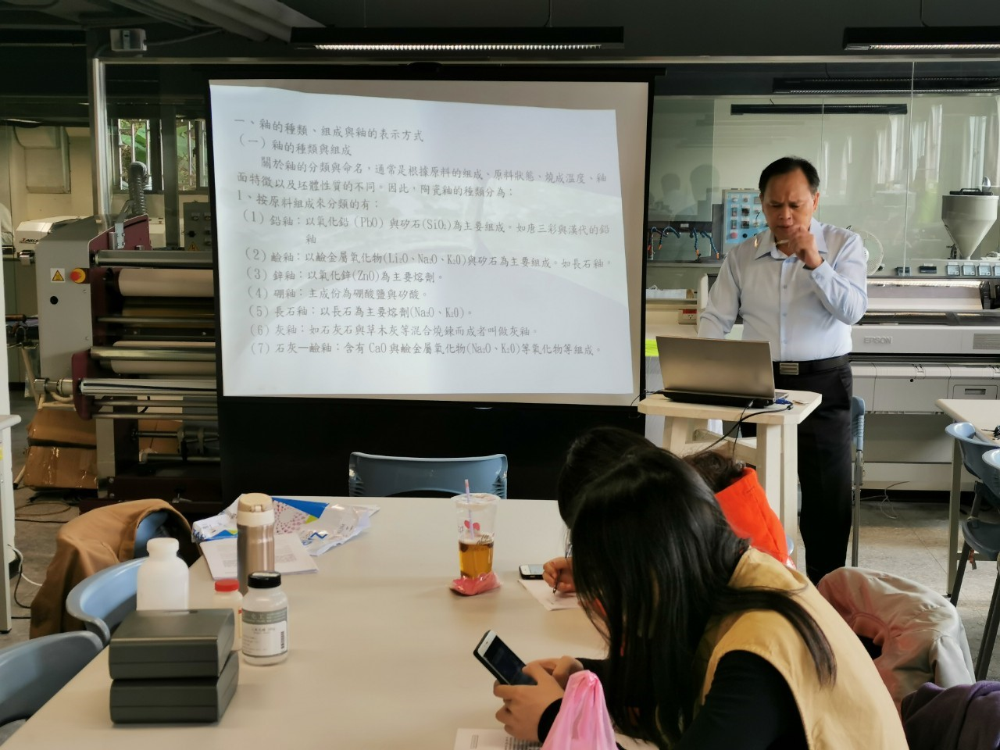 一、釉的種類、組成與釉的表示方式
(一)釉的種類與組成
關於釉的分類與命名，通常是根據原料的組成、原料狀態，燒成溫度、釉
面特徵以及坯體性質的不同。因此，陶瓷釉的種類分為：
1、按原料組成來分類的有：
(1) 鉛釉：以氧化鉛 (PbO) 與矽石(SiO₂)為主要組成。如唐三彩與漢代的鉛
釉
(2) 鹼釉：以鹼金屬氧化物(Li₂O、Na₂O、K₂O)與矽石為主要組成。如長石釉。
(3) 鋅釉：以氧化鋅(ZnO)為主要熔劑。
(4) 硼釉：主成份為硼酸鹽與矽酸。
(5) 長石釉：以長石為主要熔劑(Na₂O、K₂O)。
(6) 灰釉：如石灰石與草木灰等混合燒鍊而成者叫做灰釉。
(7) 石灰—鹼釉：含有 CaO 與鹼金屬氧化物(Na₂O、K₂O)等氧化物等組成。
EPSON